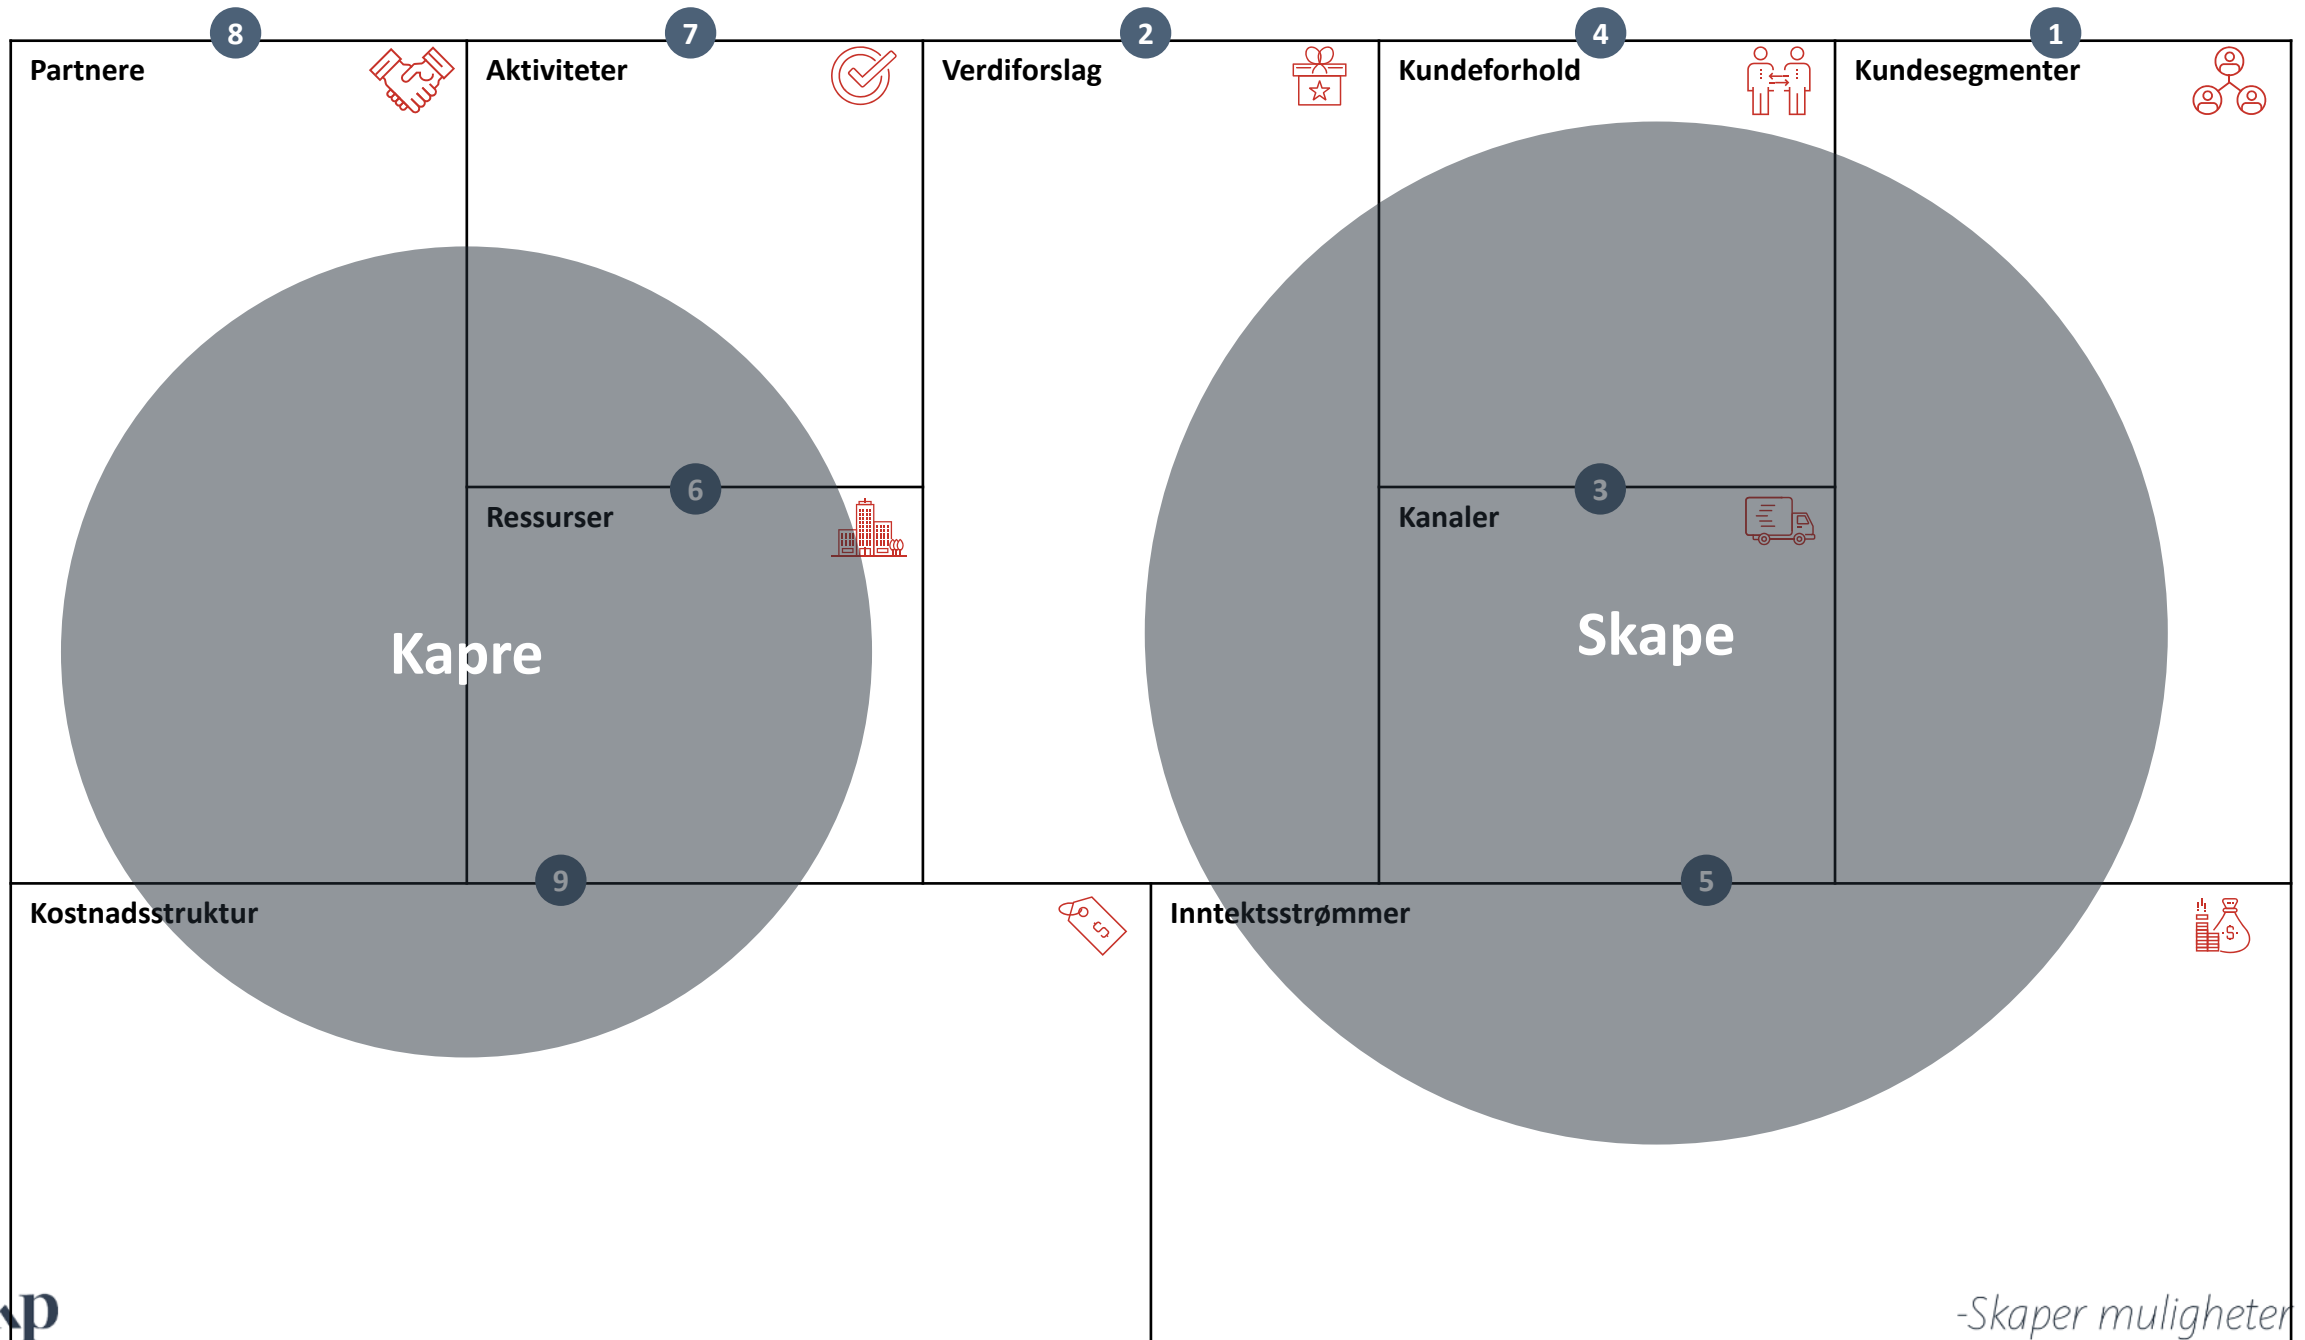 8
7
2
4
1
Partnere
Aktiviteter
Verdiforslag
Kundeforhold
Kundesegmenter
6
3
Ressurser
Kanaler
Kapre
Skape
9
5
Kostnadsstruktur
Inntektsstrømmer
-Skaper muligheter